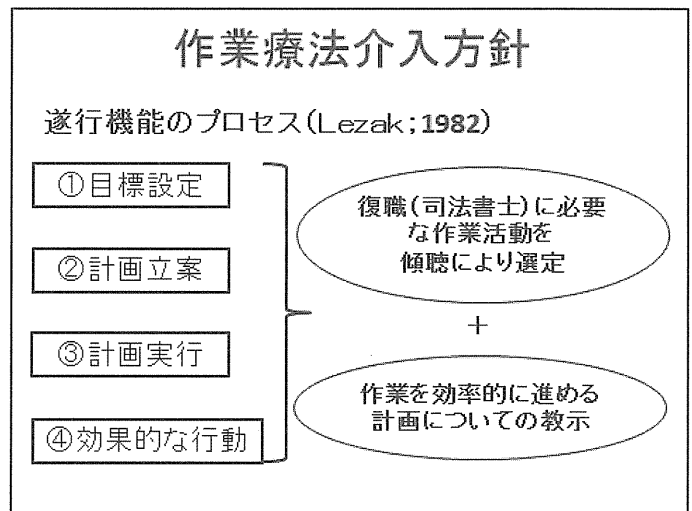 作業療法介入方針
遂行機能のプロセス(Lezak;1982)
①目標設定
②計画立案
③計画実行
④効果的な行動
復職(司法書士)に必要
な作業活動を
傾聴により選定
+
作業を効率的に進める
計画についての教示